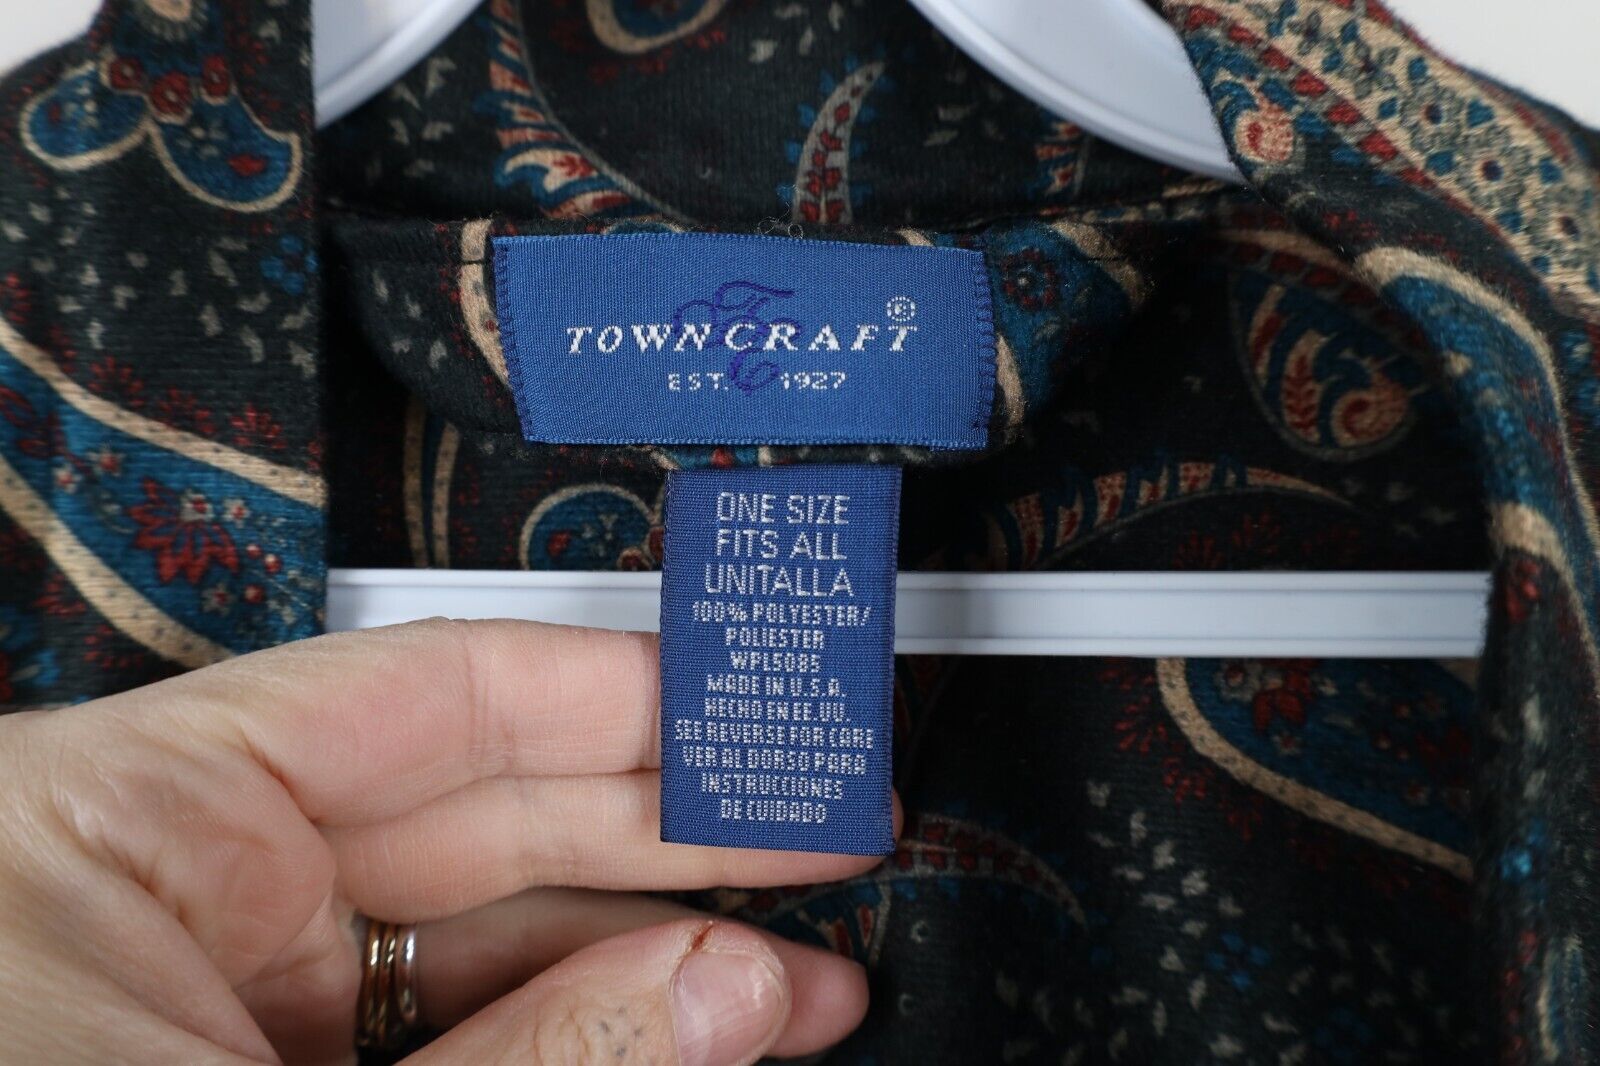 TOWNCRAFT®
EST. 1927
ONE SIZE
FITS ALL
UNITALLA
100% POLYESTER/
POLIESTER
WPL5085
MADE IN U.S.A.
HECHO EN EE.UU.
SEE REVERSE FOR CARE
VER AL DORSO PARA
INSTRUCCIONES
DE CUIDADO